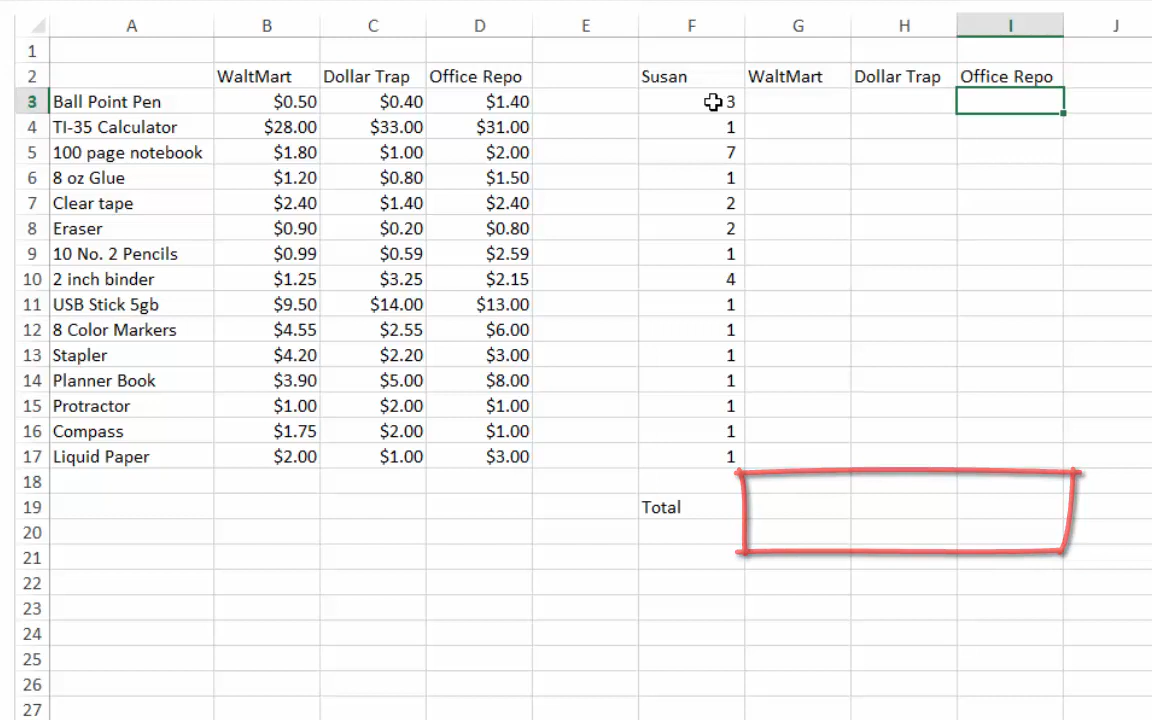 A B C D E F G H I J
1
2 WaltMart Dollar Trap Office Repo Susan WaltMart Dollar Trap Office Repo
3 Ball Point Pen $0.50 $0.40 $1.40 3
4 TI-35 Calculator $28.00 $33.00 $31.00 1
5 100 page notebook $1.80 $1.00 $2.00 7
6 8 oz Glue $1.20 $0.80 $1.50 1
7 Clear tape $2.40 $1.40 $2.40 2
8 Eraser $0.90 $0.20 $0.80 2
9 10 No. 2 Pencils $0.99 $0.59 $2.59 1
10 2 inch binder $1.25 $3.25 $2.15 4
11 USB Stick 5gb $9.50 $14.00 $13.00 1
12 8 Color Markers $4.55 $2.55 $6.00 1
13 Stapler $4.20 $2.20 $3.00 1
14 Planner Book $3.90 $5.00 $8.00 1
15 Protractor $1.00 $2.00 $1.00 1
16 Compass $1.75 $2.00 $1.00 1
17 Liquid Paper $2.00 $1.00 $3.00 1
18
19 Total
20
21
22
23
24
25
26
27